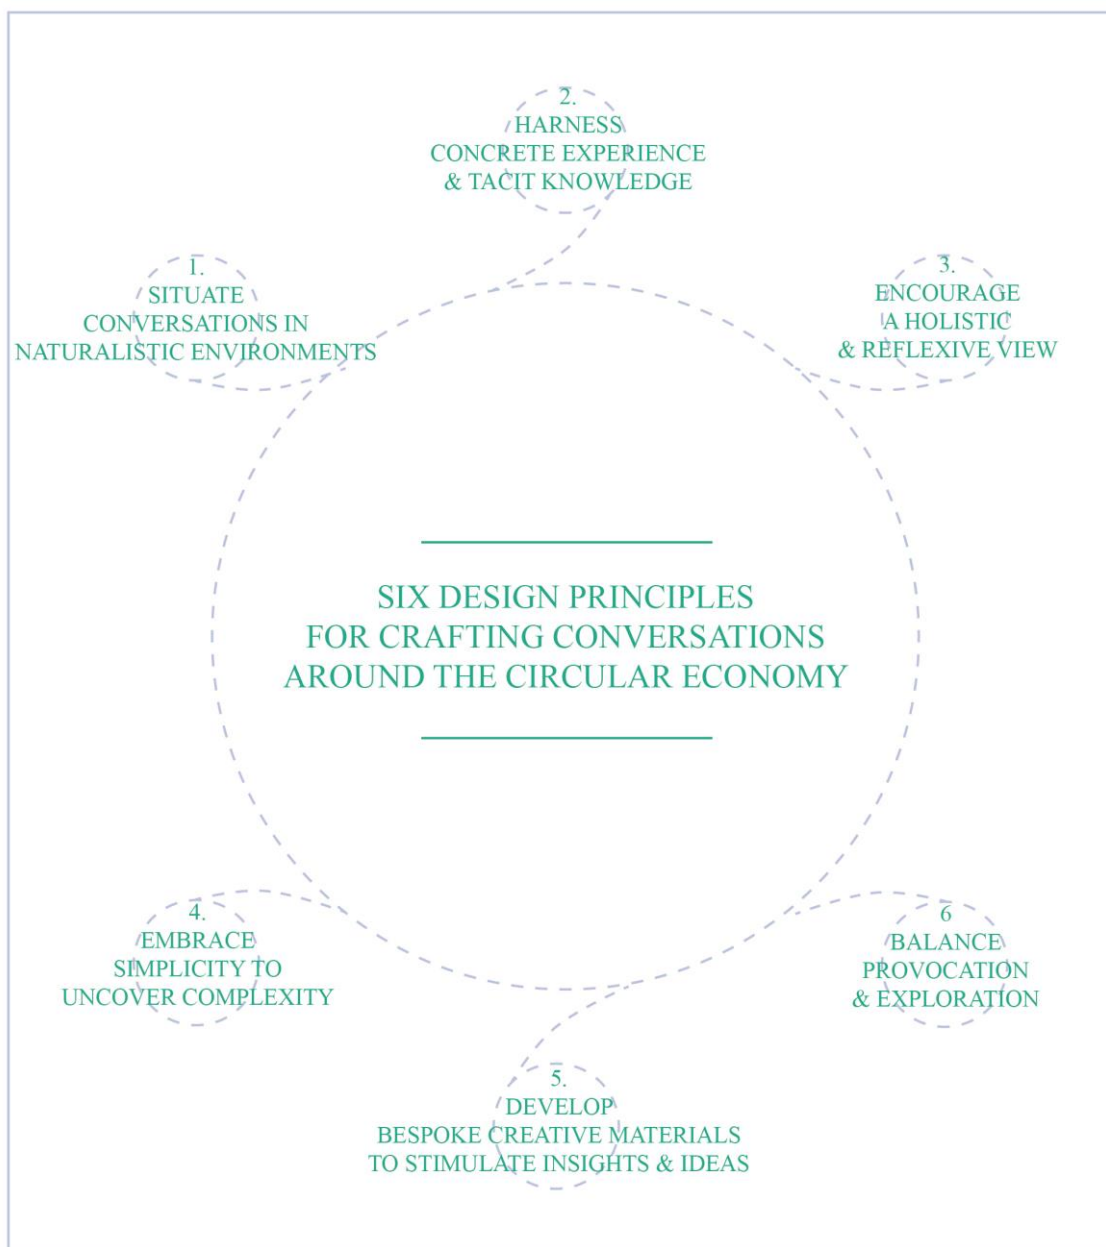 2.
HARNESS
CONCRETE EXPERIENCE
& TACIT KNOWLEDGE
1.
SITUATE
CONVERSATIONS IN
NATURALISTIC ENVIRONMENTS
3.
ENCOURAGE
A HOLISTIC
& REFLEXIVE VIEW
SIX DESIGN PRINCIPLES
FOR CRAFTING CONVERSATIONS
AROUND THE CIRCULAR ECONOMY
4.
EMBRACE
SIMPLICITY TO
UNCOVER COMPLEXITY
6
BALANCE
PROVOCATION
& EXPLORATION
5.
DEVELOP
BESPOKE CREATIVE MATERIALS
TO STIMULATE INSIGHTS & IDEAS